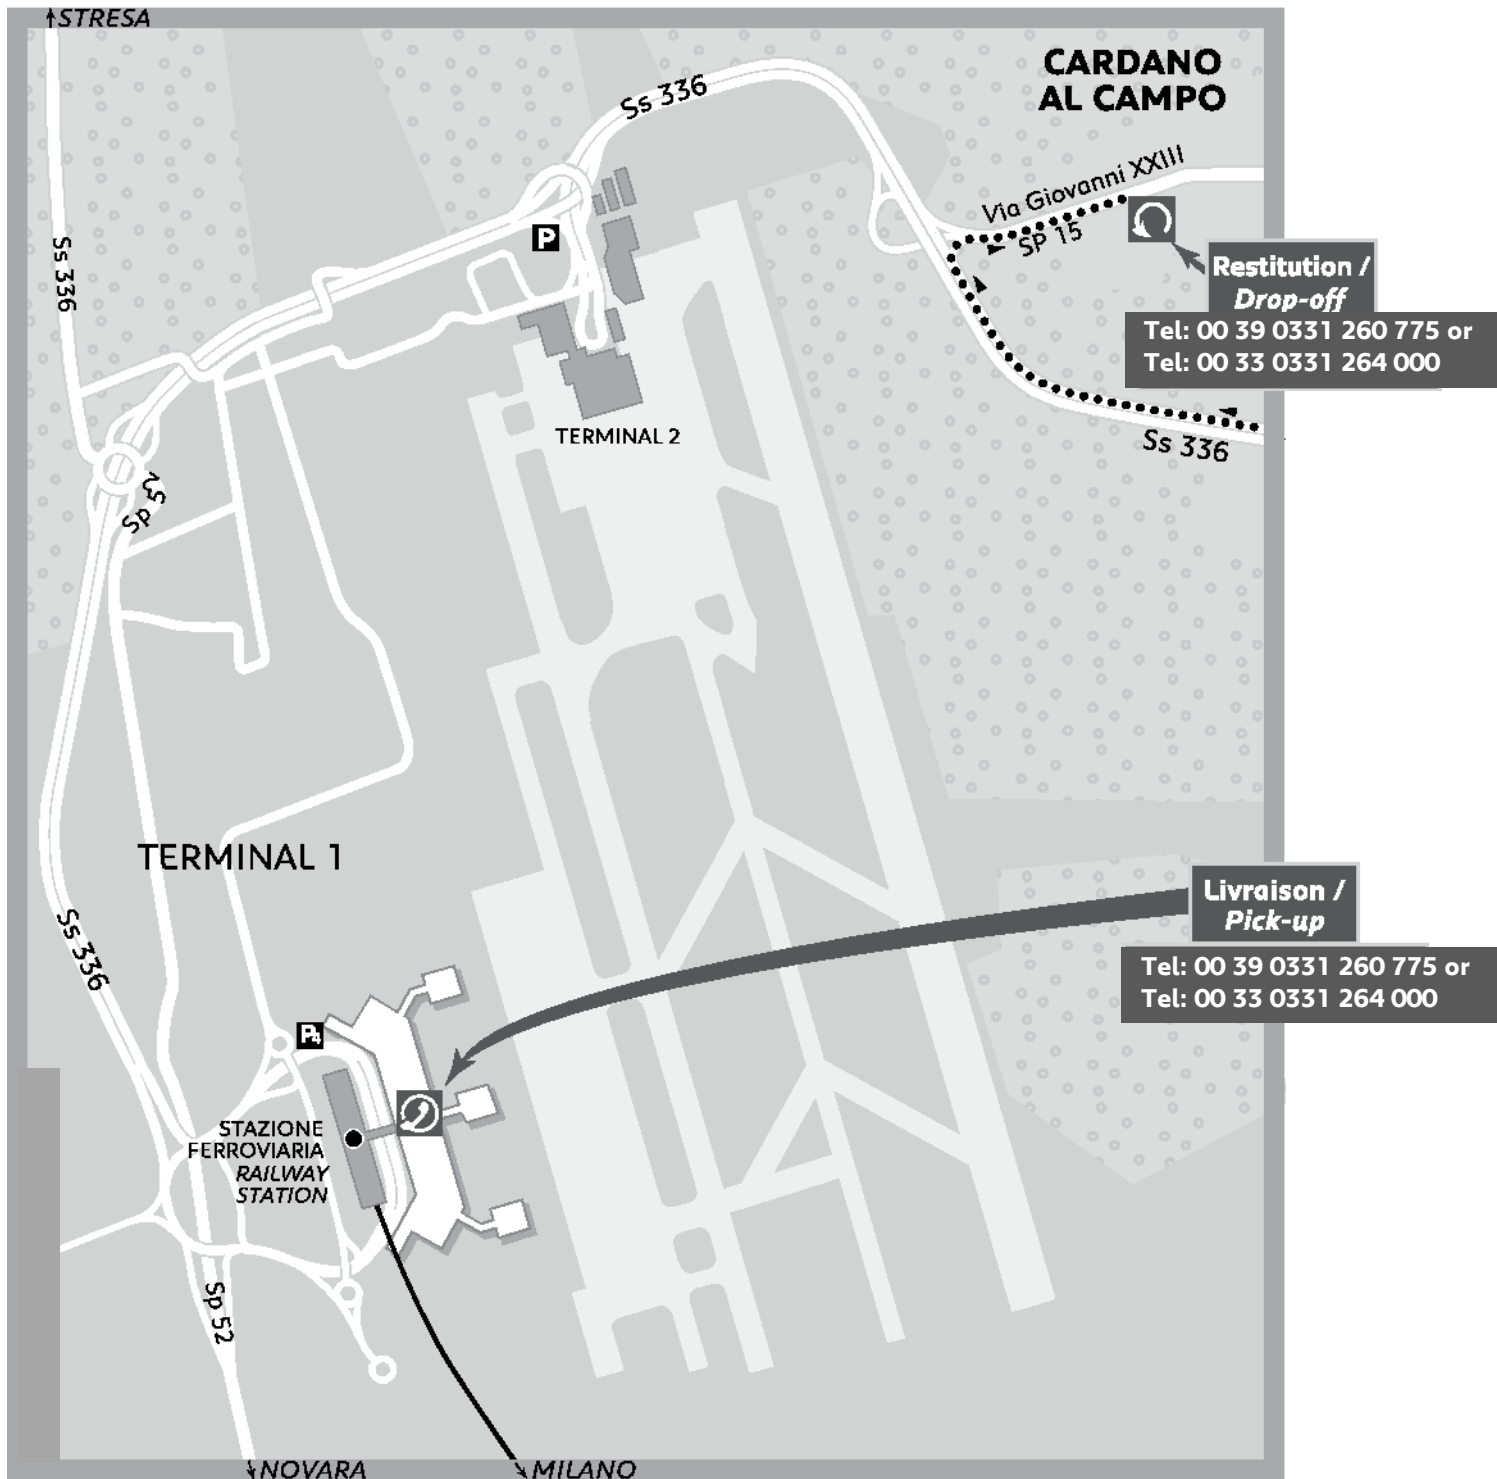 STRESA
CARDANO
AL CAMPO
Ss 336
Via Giovanni XXIII
SP 15
P
Ss 336
Restitution /
Drop-off
Tel: 00 39 0331 260 775 or
Tel: 00 33 0331 264 000
TERMINAL 2
Ss 336
Sp 52
TERMINAL 1
Livraison /
Pick-up
Tel: 00 39 0331 260 775 or
Tel: 00 33 0331 264 000
Ss 336
P4
STAZIONE
FERROVIARIA
RAILWAY
STATION
Sp 52
NOVARA
MILANO